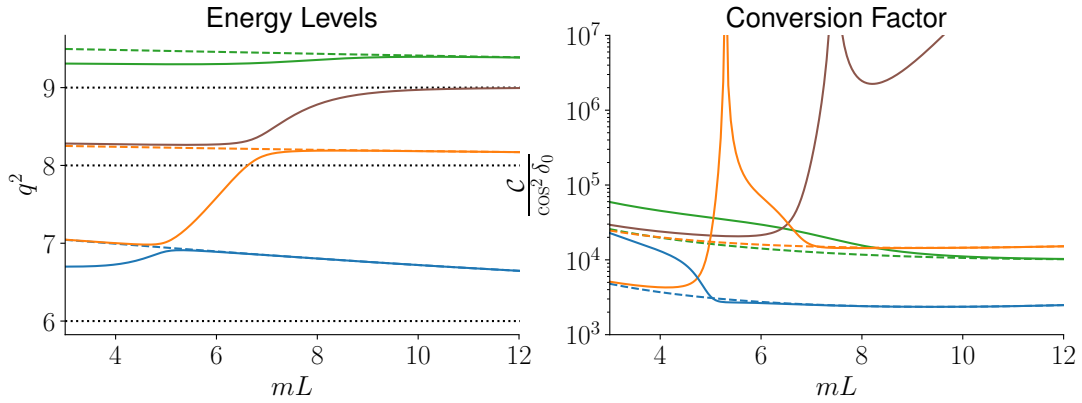 Energy Levels
q²
9
8
7
6
4 6 8 10 12
mL
Conversion Factor
C / cos² δ₀
10⁷
10⁶
10⁵
10⁴
10³
4 6 8 10 12
mL